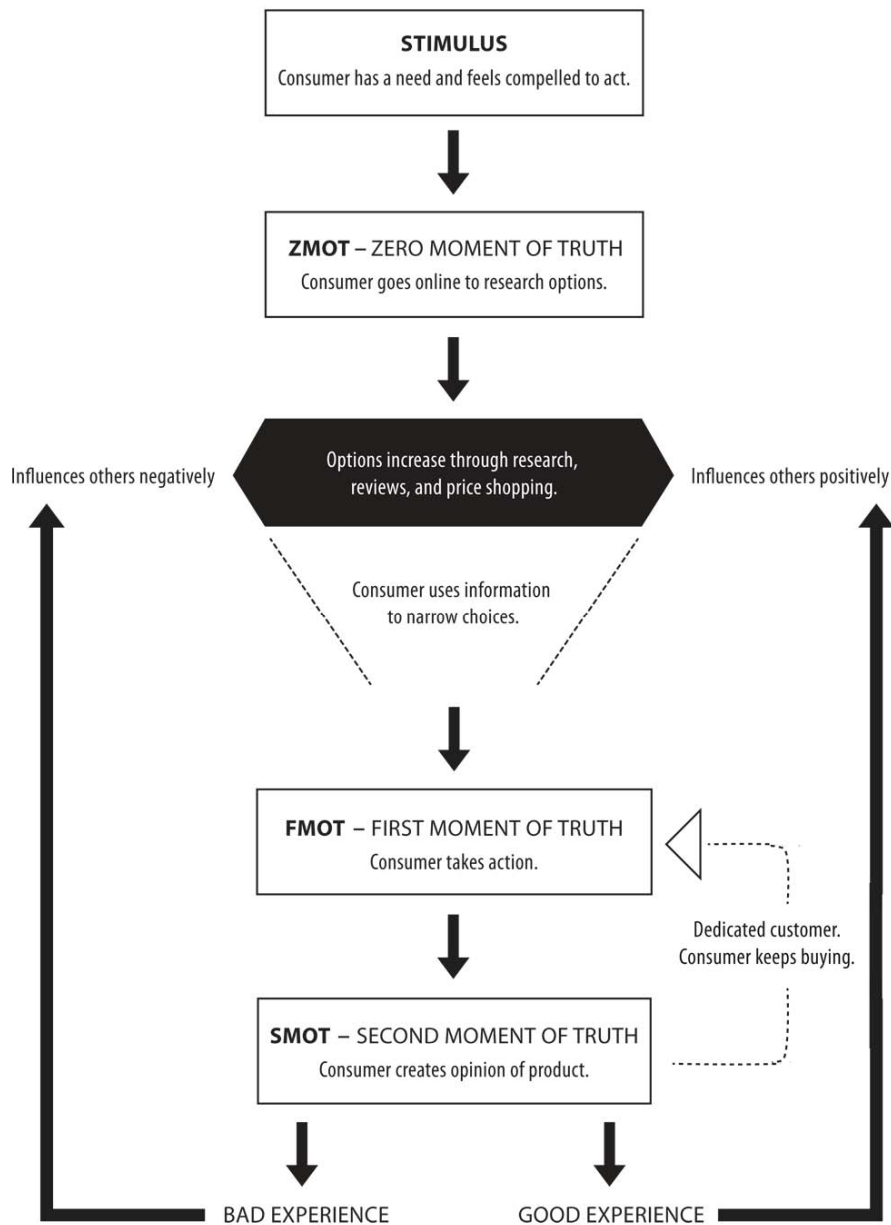 STIMULUS
Consumer has a need and feels compelled to act.
ZMOT – ZERO MOMENT OF TRUTH
Consumer goes online to research options.
Influences others negatively
Options increase through research,
reviews, and price shopping.
Influences others positively
Consumer uses information
to narrow choices.
FMOT – FIRST MOMENT OF TRUTH
Consumer takes action.
Dedicated customer.
Consumer keeps buying.
SMOT – SECOND MOMENT OF TRUTH
Consumer creates opinion of product.
BAD EXPERIENCE
GOOD EXPERIENCE